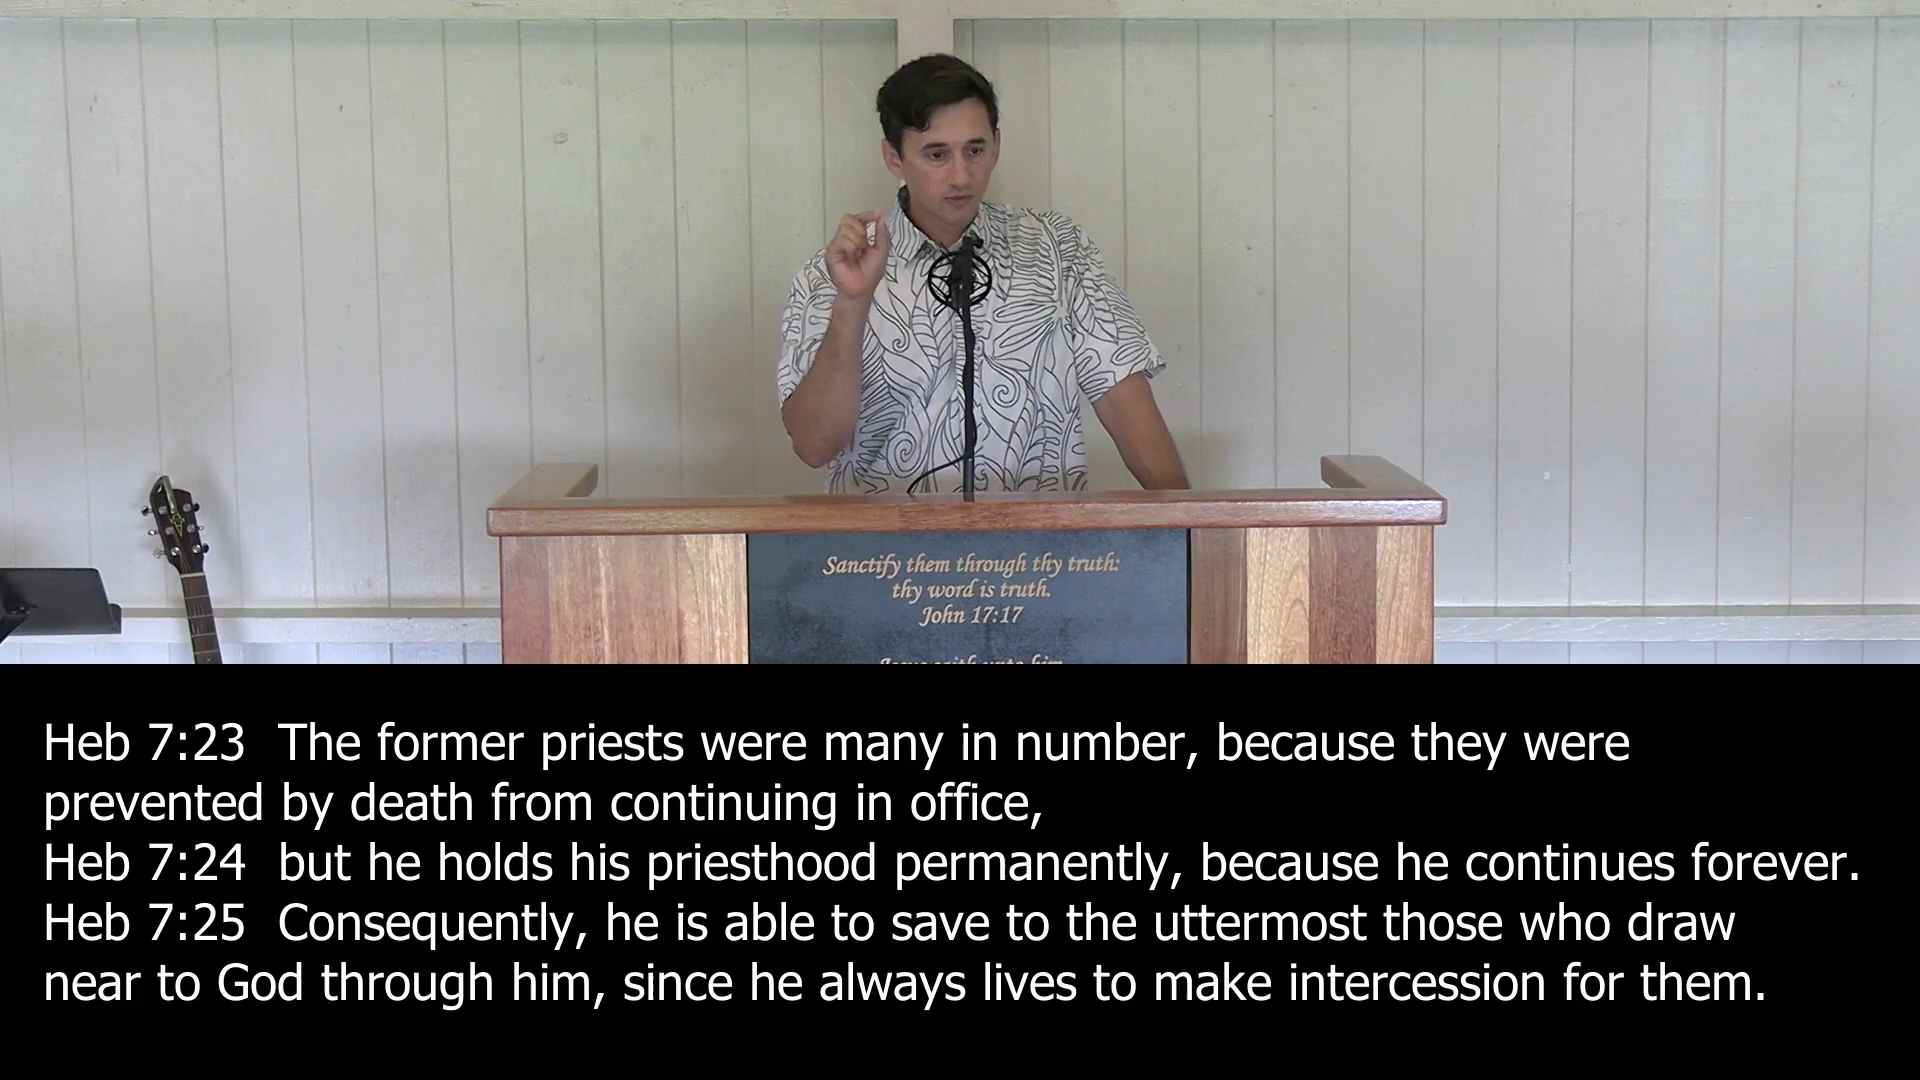 Sanctify them through thy truth:
thy word is truth.
John 17:17
Heb 7:23  The former priests were many in number, because they were
prevented by death from continuing in office,
Heb 7:24  but he holds his priesthood permanently, because he continues forever.
Heb 7:25  Consequently, he is able to save to the uttermost those who draw
near to God through him, since he always lives to make intercession for them.